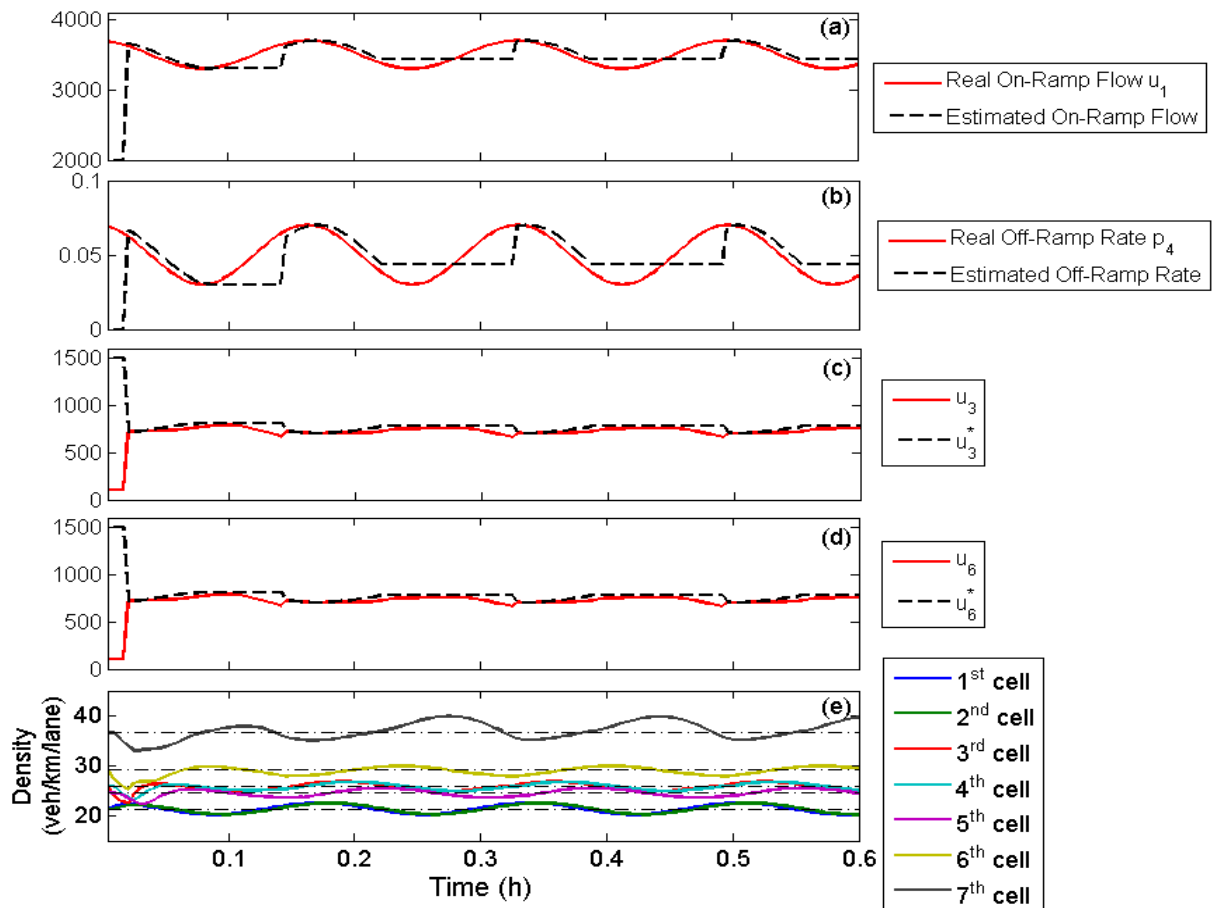 4000
3000
2000
(a)
Real On-Ramp Flow u1
Estimated On-Ramp Flow
0.1
0.05
0
(b)
Real Off-Ramp Rate p4
Estimated Off-Ramp Rate
1500
1000
500
0
(c)
u3
u3*
1500
1000
500
0
(d)
u6
u6*
Density
(veh/km/lane)
40
30
20
(e)
0.1 0.2 0.3 0.4 0.5 0.6
Time (h)
1st cell
2nd cell
3rd cell
4th cell
5th cell
6th cell
7th cell